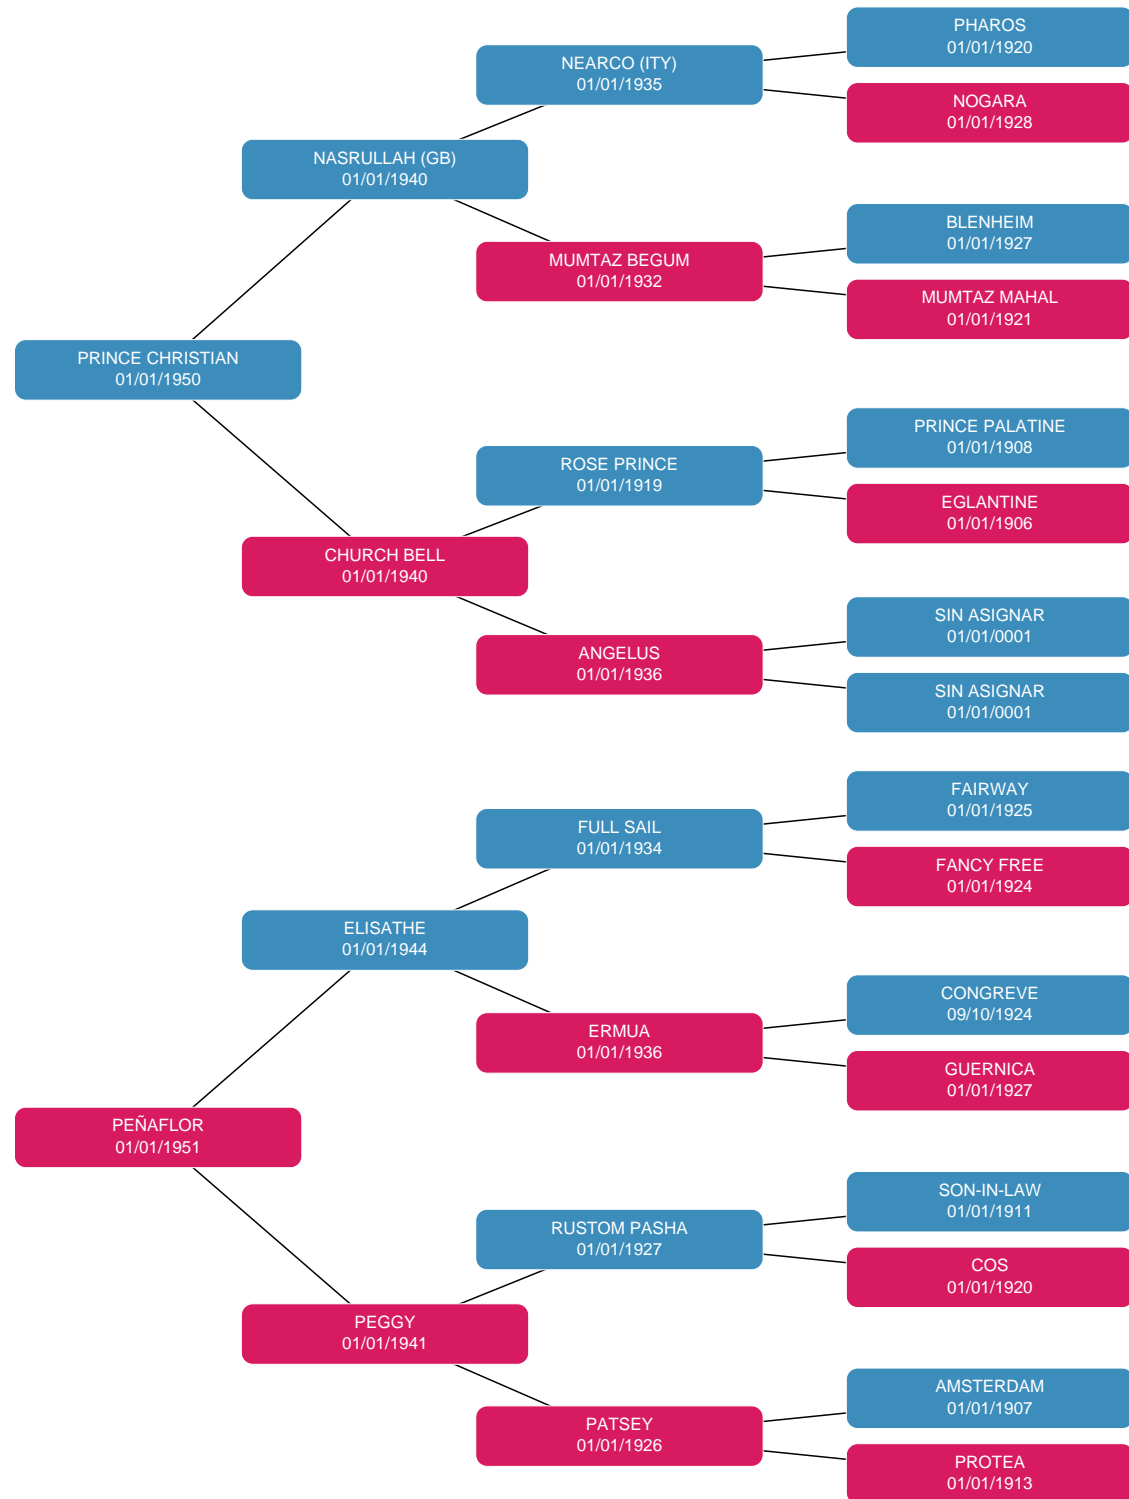 PHAROS
01/01/1920
NEARCO (ITY)
01/01/1935
NOGARA
01/01/1928
NASRULLAH (GB)
01/01/1940
BLENHEIM
01/01/1927
MUMTAZ BEGUM
01/01/1932
MUMTAZ MAHAL
01/01/1921
PRINCE CHRISTIAN
01/01/1950
PRINCE PALATINE
01/01/1908
ROSE PRINCE
01/01/1919
EGLANTINE
01/01/1906
CHURCH BELL
01/01/1940
SIN ASIGNAR
01/01/0001
ANGELUS
01/01/1936
SIN ASIGNAR
01/01/0001
FAIRWAY
01/01/1925
FULL SAIL
01/01/1934
FANCY FREE
01/01/1924
ELISATHE
01/01/1944
CONGREVE
09/10/1924
ERMUA
01/01/1936
GUERNICA
01/01/1927
PEÑAFLOR
01/01/1951
SON-IN-LAW
01/01/1911
RUSTOM PASHA
01/01/1927
COS
01/01/1920
PEGGY
01/01/1941
AMSTERDAM
01/01/1907
PATSEY
01/01/1926
PROTEA
01/01/1913